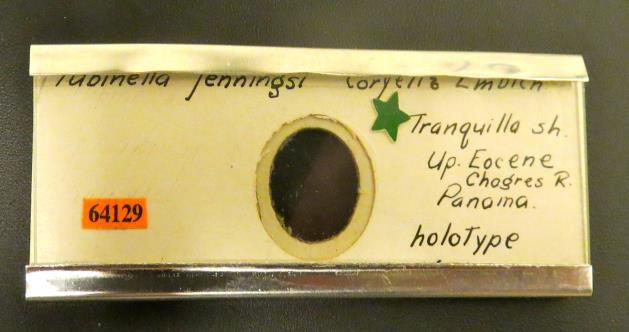 Tubinella jenningsi Coryell & Embich
Tranquilla sh.
Up. Eocene
Chagres R.
Panama.
64129
holotype